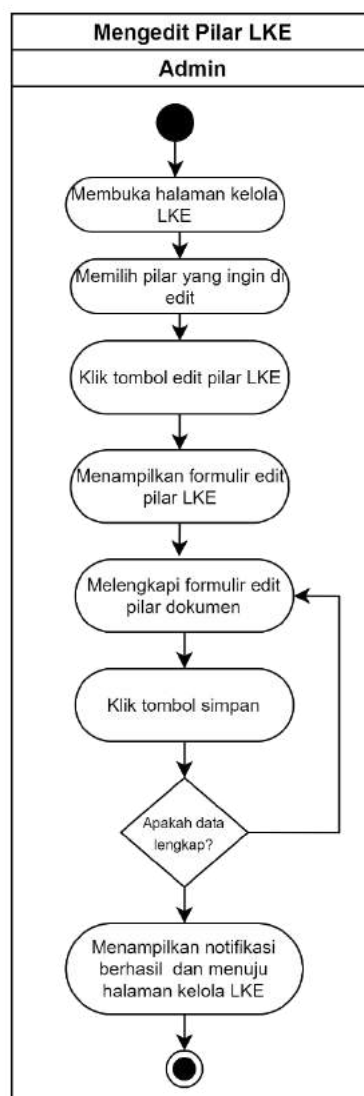 Mengedit Pilar LKE
Admin
Membuka halaman kelola
LKE
Memilih pilar yang ingin di
edit
Klik tombol edit pilar LKE
Menampilkan formulir edit
pilar LKE
Melengkapi formulir edit
pilar dokumen
Klik tombol simpan
Apakah data
lengkap?
Menampilkan notifikasi
berhasil dan menuju
halaman kelola LKE